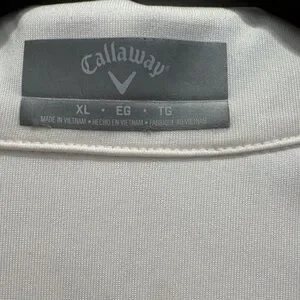 Callaway
XL • EG • TG
MADE IN VIETNAM • HECHO EN VIETNAM • FABRIQUÉ AU VIETNAM